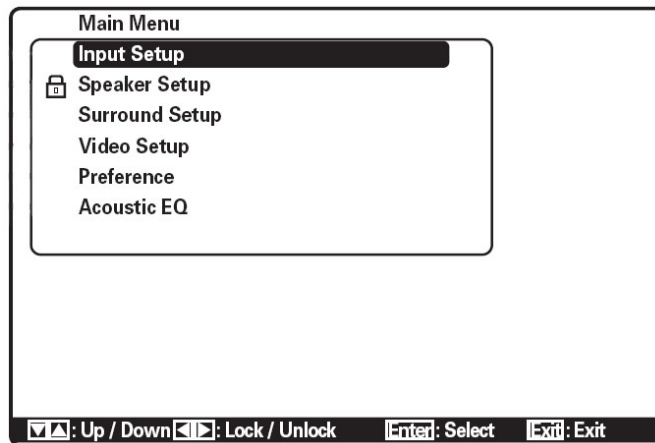 Main Menu
Input Setup
Speaker Setup
Surround Setup
Video Setup
Preference
Acoustic EQ
▼▲: Up / Down ◀▶: Lock / Unlock Enter: Select Exit: Exit